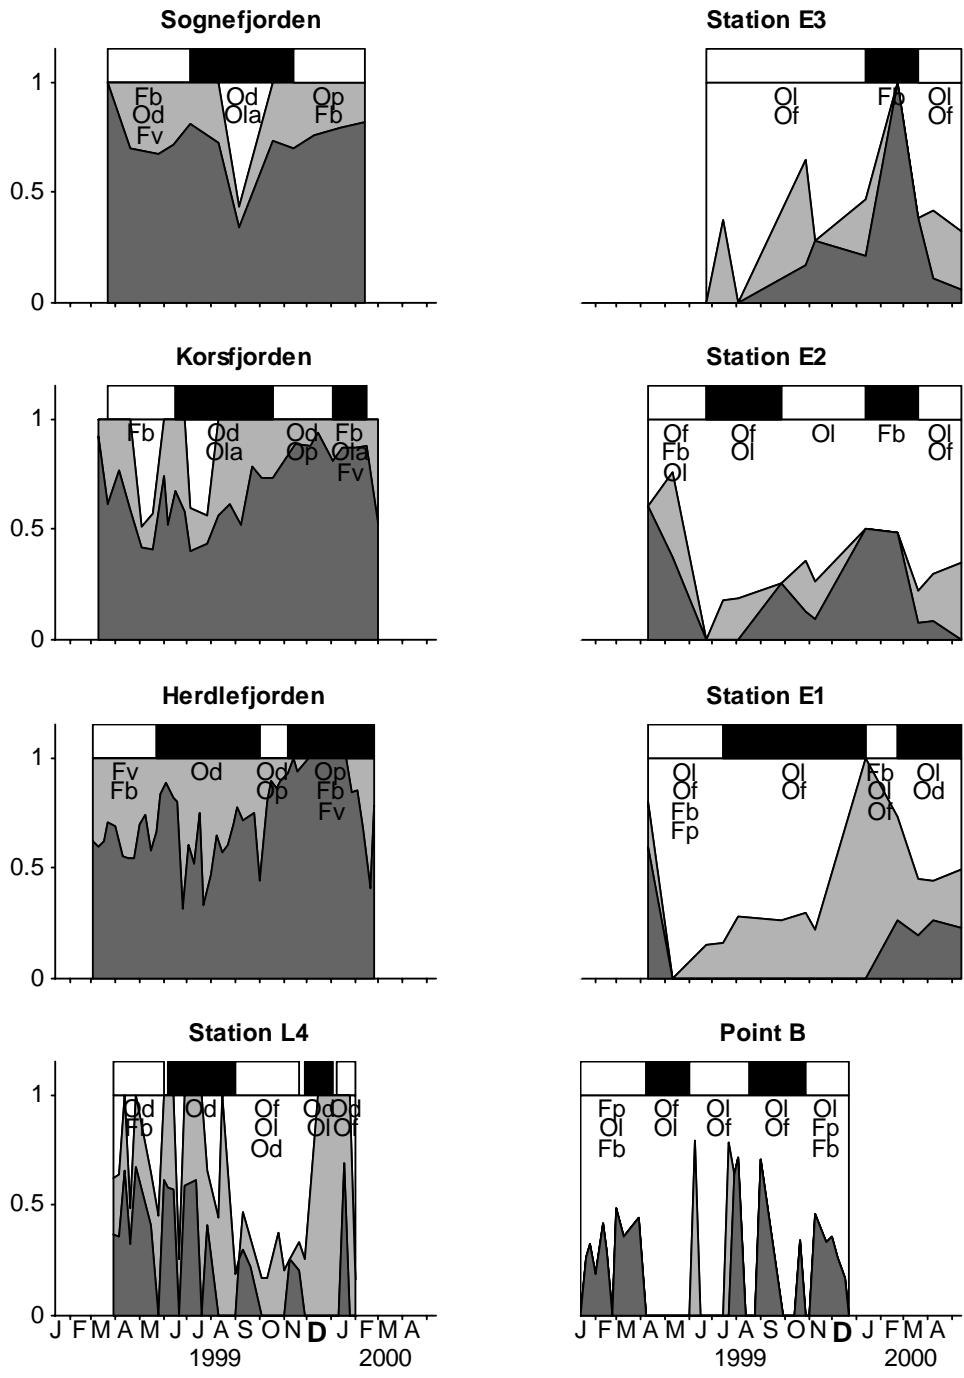 Sognefjorden
1
0.5
0
Fb
Od
Fv
Od
Ola
Op
Fb
Station E3
Ol
Of
Fb
Ol
Of
Korsfjorden
1
0.5
0
Fb
Od
Ola
Od
Op
Fb
Ola
Fv
Station E2
Of
Fb
Ol
Of
Ol
Ol
Fb
Ol
Of
Herdlefjorden
1
0.5
0
Fv
Fb
Od
Od
Op
Op
Fb
Fv
Station E1
Ol
Of
Fb
Fp
Ol
Of
Fb
Ol
Of
Ol
Od
Station L4
1
0.5
0
Od
Fb
Od
Of
Ol
Od
Od
Ol
Od
Of
J F M A M J J A S O N D J F M A
1999 2000
Point B
Fp
Ol
Fb
Of
Ol
Ol
Of
Ol
Of
Ol
Fp
Fb
J F M A M J J A S O N D J F M A
1999 2000